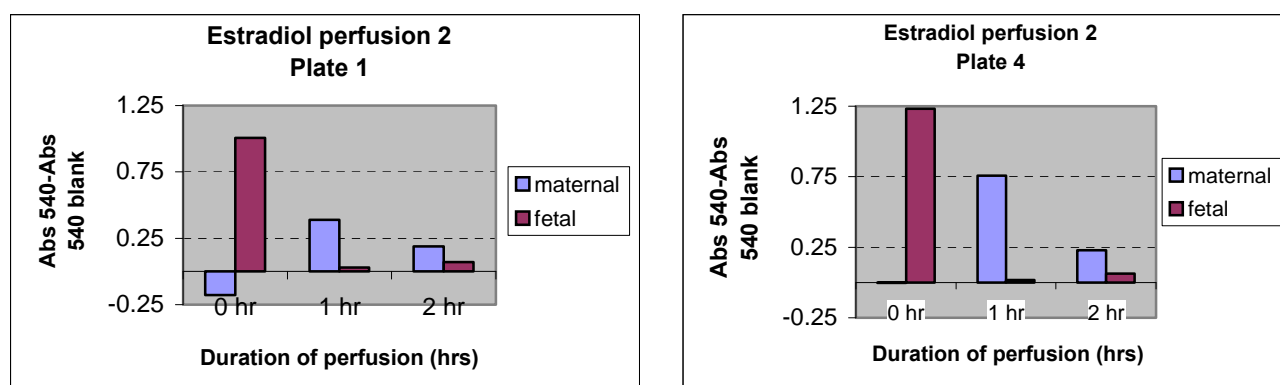 Estradiol perfusion 2
Plate 1
1.25
0.75
0.25
-0.25
Abs 540-Abs
540 blank
0 hr
1 hr
2 hr
Duration of perfusion (hrs)
maternal
fetal
Estradiol perfusion 2
Plate 4
1.25
0.75
0.25
-0.25
Abs 540-Abs
540 blank
0 hr
1 hr
2 hr
Duration of perfusion (hrs)
maternal
fetal